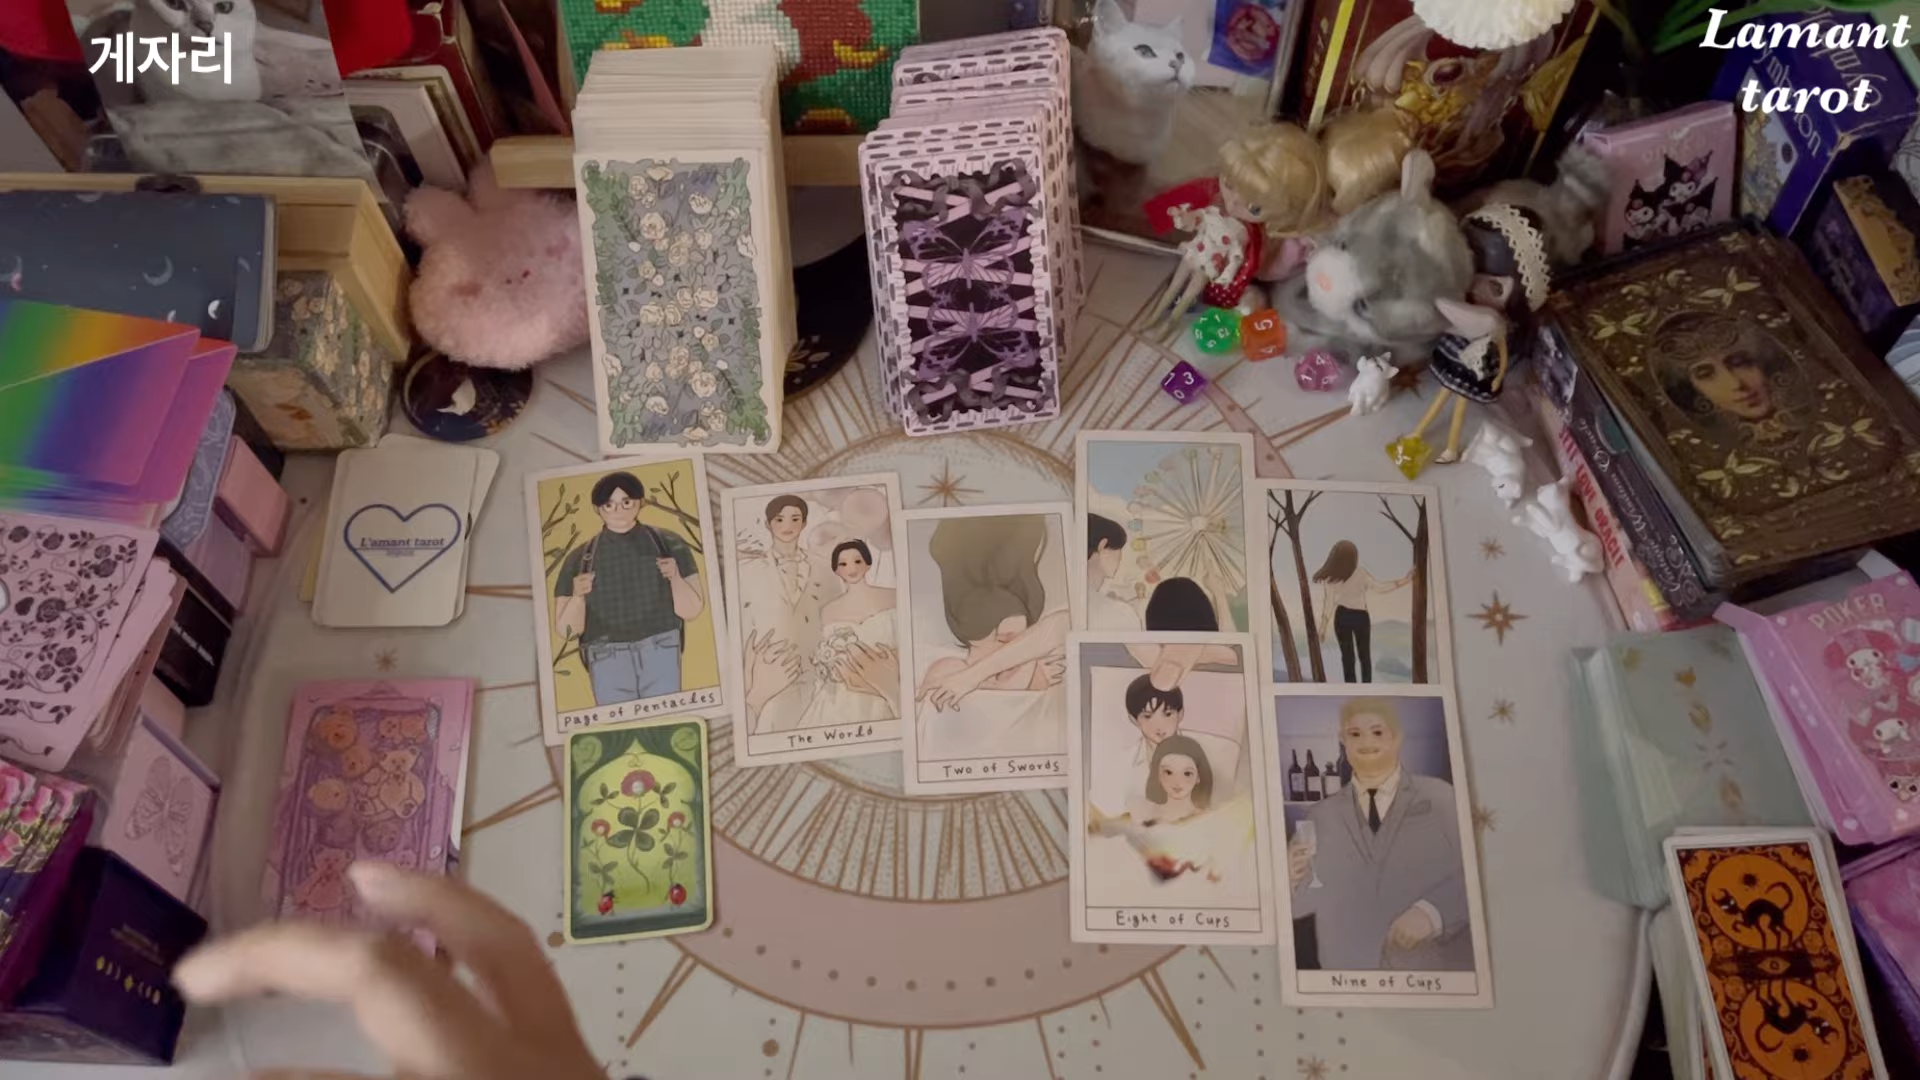 게자리
Lamant
tarot
L'amant tarot
Page of Pentacles
The World
Two of Swords
Eight of Cups
Nine of Cups
POKER